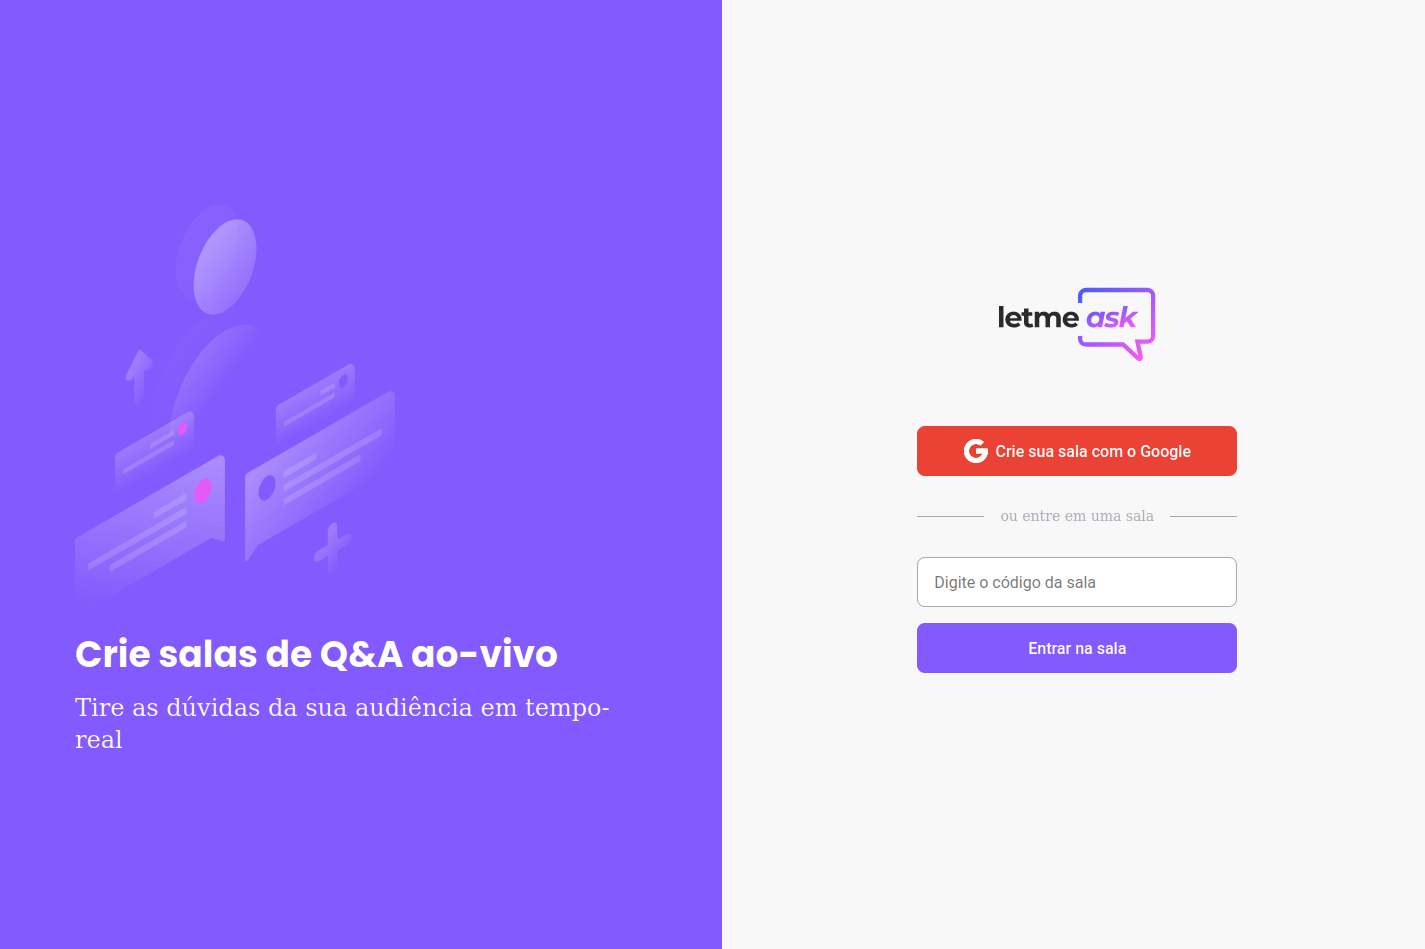 Crie salas de Q&A ao-vivo
Tire as dúvidas da sua audiência em tempo-
real
letme ask
Crie sua sala com o Google
ou entre em uma sala
Digite o código da sala
Entrar na sala